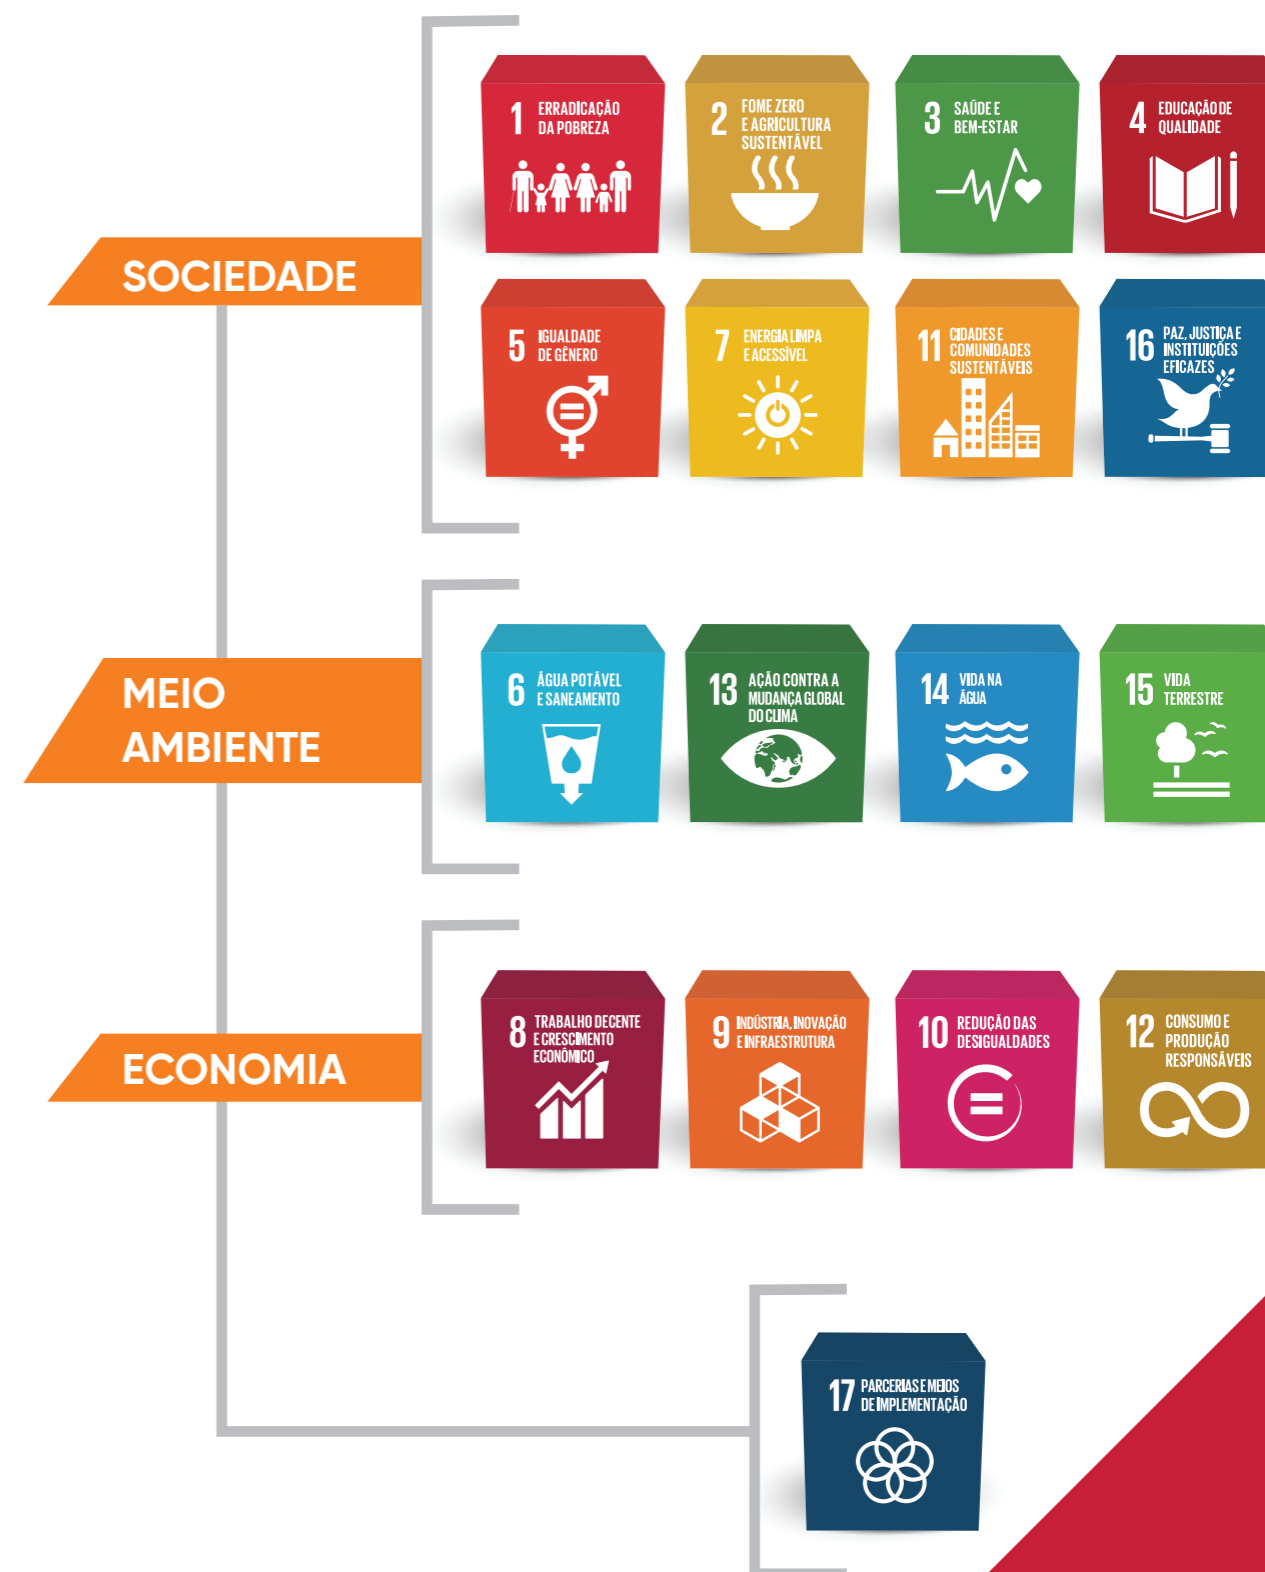 SOCIEDADE
1 ERRADICAÇÃO
DA POBREZA
2 FOME ZERO
E AGRICULTURA
SUSTENTÁVEL
3 SAÚDE E
BEM-ESTAR
4 EDUCAÇÃO DE
QUALIDADE
5 IGUALDADE
DE GÊNERO
7 ENERGIA LIMPA
E ACESSÍVEL
11 CIDADES E
COMUNIDADES
SUSTENTÁVEIS
16 PAZ, JUSTIÇA E
INSTITUIÇÕES
EFICAZES
MEIO
AMBIENTE
6 ÁGUA POTÁVEL
E SANEAMENTO
13 AÇÃO CONTRA A
MUDANÇA GLOBAL
DO CLIMA
14 VIDA NA
ÁGUA
15 VIDA
TERRESTRE
ECONOMIA
8 TRABALHO DECENTE
E CRESCIMENTO
ECONÔMICO
9 INDÚSTRIA, INOVAÇÃO
E INFRAESTRUTURA
10 REDUÇÃO DAS
DESIGUALDADES
12 CONSUMO E
PRODUÇÃO
RESPONSÁVEIS
17 PARCERIAS E MEIOS
DE IMPLEMENTAÇÃO